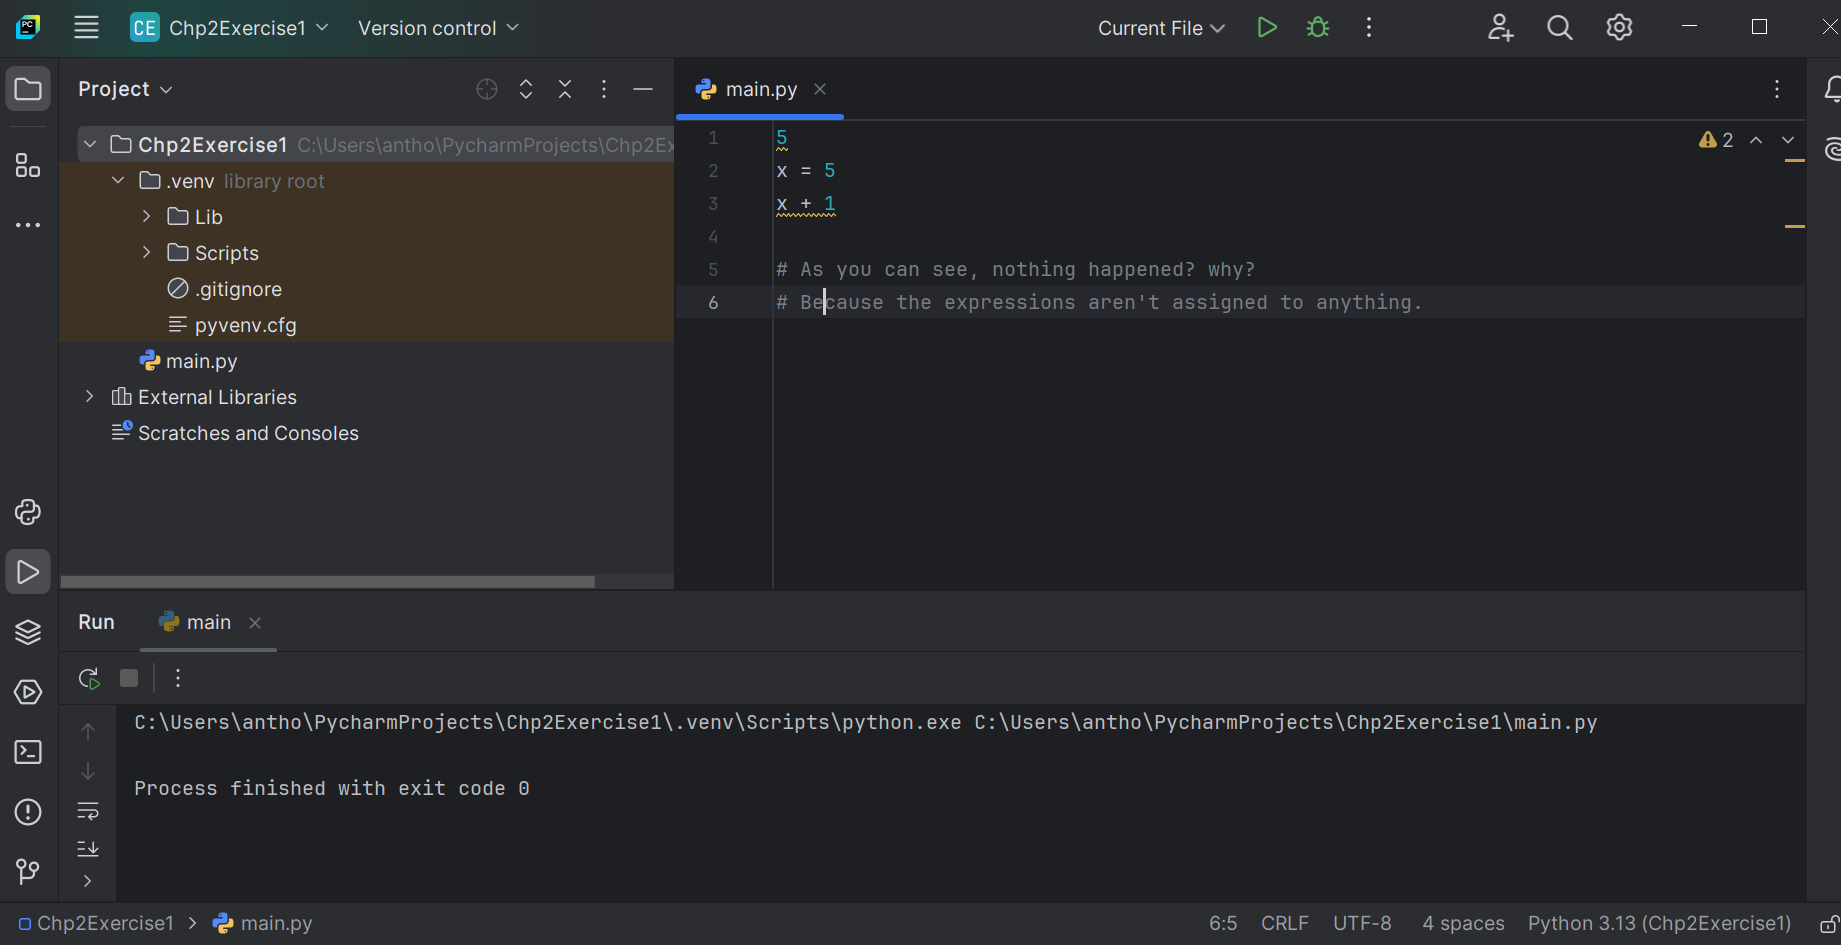 PC
CE Chp2Exercise1
Version control
Current File
Project
main.py
Chp2Exercise1 C:\Users\antho\PycharmProjects\Chp2Ex
.venv library root
Lib
Scripts
.gitignore
pyvenv.cfg
main.py
External Libraries
Scratches and Consoles
1 5
2 x = 5
3 x + 1
4
5 # As you can see, nothing happened? why?
6 # Because the expressions aren't assigned to anything.
2
Run
main
C:\Users\antho\PycharmProjects\Chp2Exercise1\.venv\Scripts\python.exe C:\Users\antho\PycharmProjects\Chp2Exercise1\main.py
Process finished with exit code 0
Chp2Exercise1 > main.py
6:5 CRLF UTF-8 4 spaces Python 3.13 (Chp2Exercise1)